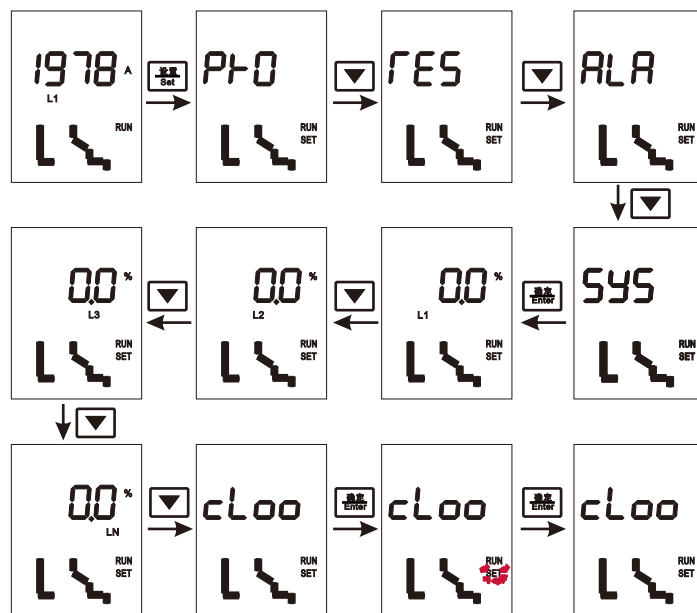 1978 A
L1
RUN
设置
Set
PrO
RUN
SET
rES
RUN
SET
ALA
RUN
SET
SYS
RUN
SET
确定
Enter
0.0 %
L1
RUN
SET
0.0 %
L2
RUN
SET
0.0 %
L3
RUN
SET
0.0 %
LN
RUN
SET
cLoo
RUN
SET
确定
Enter
cLoo
RUN
SET
确定
Enter
cLoo
RUN
SET